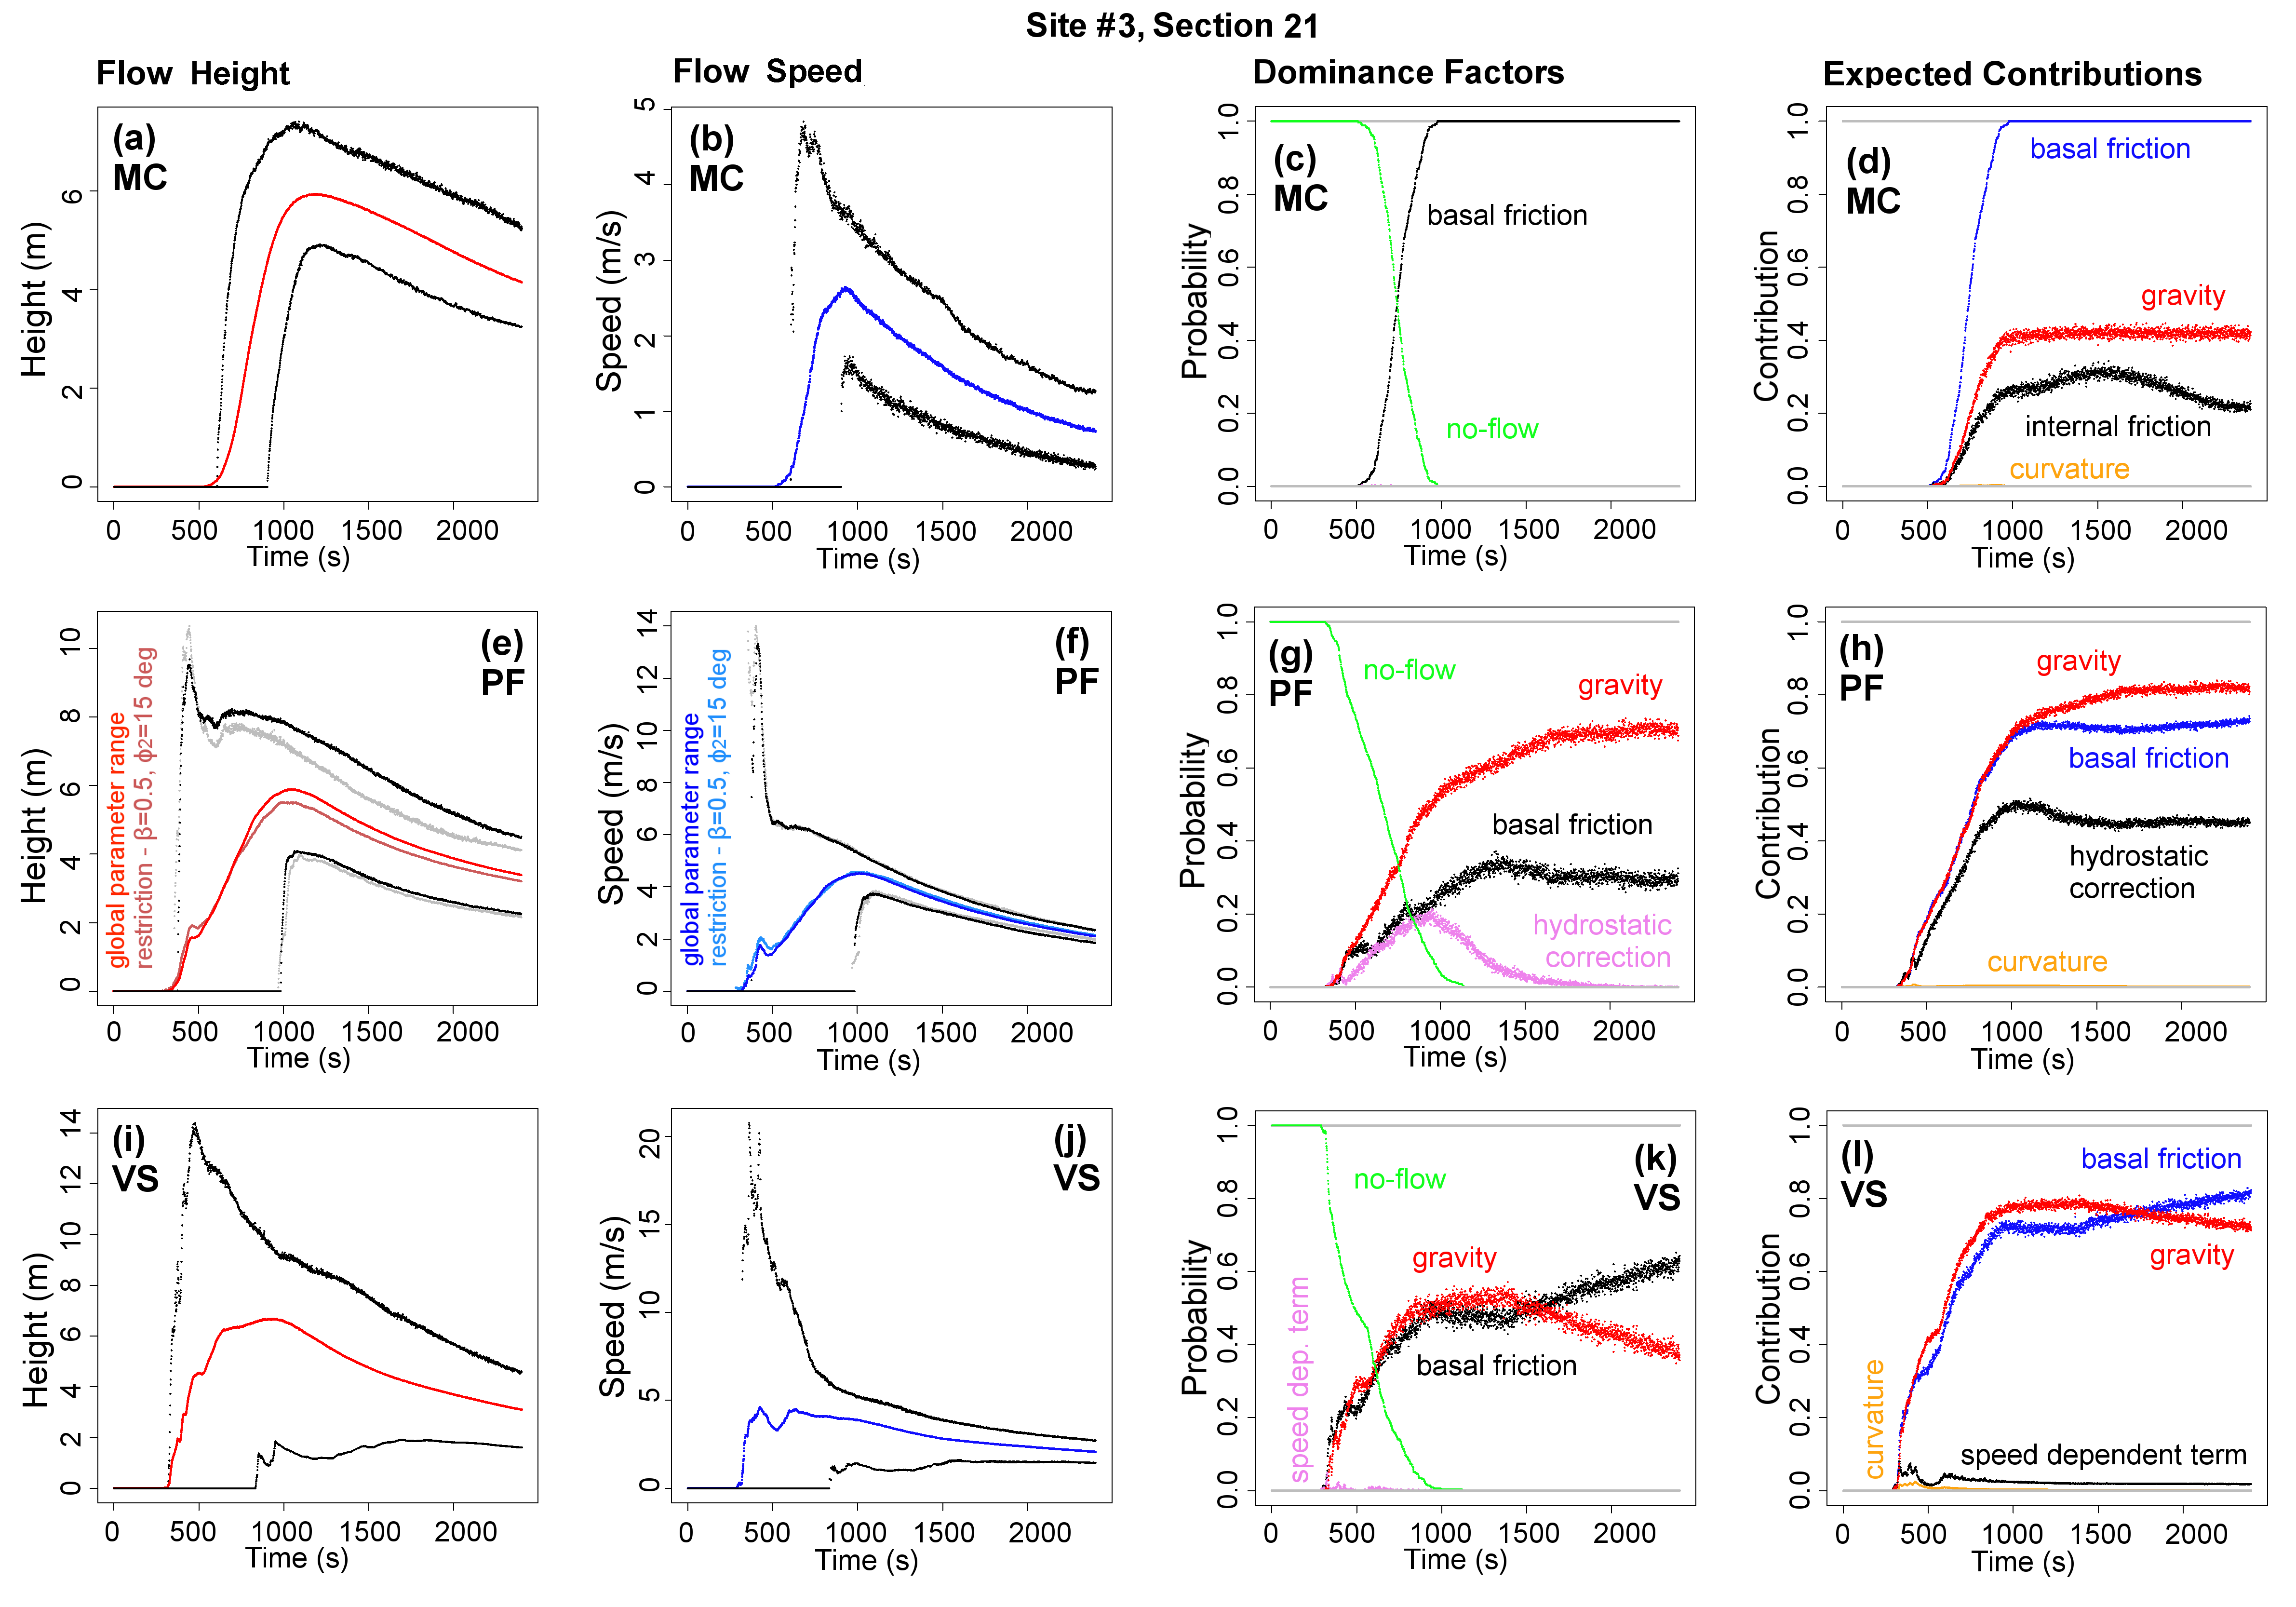 Site #3, Section 21
Flow Height
Flow Speed
Dominance Factors
Expected Contributions
(a)
MC
Height (m)
0
2
4
6
0
500
1000
1500
2000
Time (s)
(b)
MC
Speed (m/s)
0
1
2
3
4
5
0
500
1000
1500
2000
Time (s)
(c)
MC
basal friction
no-flow
Probability
0.0
0.2
0.4
0.6
0.8
1.0
0
500
1000
1500
2000
Time (s)
(d)
MC
basal friction
gravity
internal friction
curvature
Contribution
0.0
0.2
0.4
0.6
0.8
1.0
0
500
1000
1500
2000
Time (s)
(e)
PF
global parameter range
restriction - β=0.5, ϕ2=15 deg
Height (m)
0
2
4
6
8
10
0
500
1000
1500
2000
Time (s)
(f)
PF
global parameter range
restriction - β=0.5, ϕ2=15 deg
Speed (m/s)
0
2
4
6
8
10
12
14
0
500
1000
1500
2000
Time (s)
(g)
PF
no-flow
gravity
basal friction
hydrostatic
correction
Probability
0.0
0.2
0.4
0.6
0.8
1.0
0
500
1000
1500
2000
Time (s)
(h)
PF
gravity
basal friction
hydrostatic
correction
curvature
Contribution
0.0
0.2
0.4
0.6
0.8
1.0
0
500
1000
1500
2000
Time (s)
(i)
VS
Height (m)
0
2
4
6
8
10
12
14
0
500
1000
1500
2000
Time (s)
(j)
VS
Speed (m/s)
0
5
10
15
20
0
500
1000
1500
2000
Time (s)
(k)
VS
no-flow
gravity
basal friction
speed dep. term
Probability
0.0
0.2
0.4
0.6
0.8
1.0
0
500
1000
1500
2000
Time (s)
(l)
VS
basal friction
gravity
curvature
speed dependent term
Contribution
0.0
0.2
0.4
0.6
0.8
1.0
0
500
1000
1500
2000
Time (s)